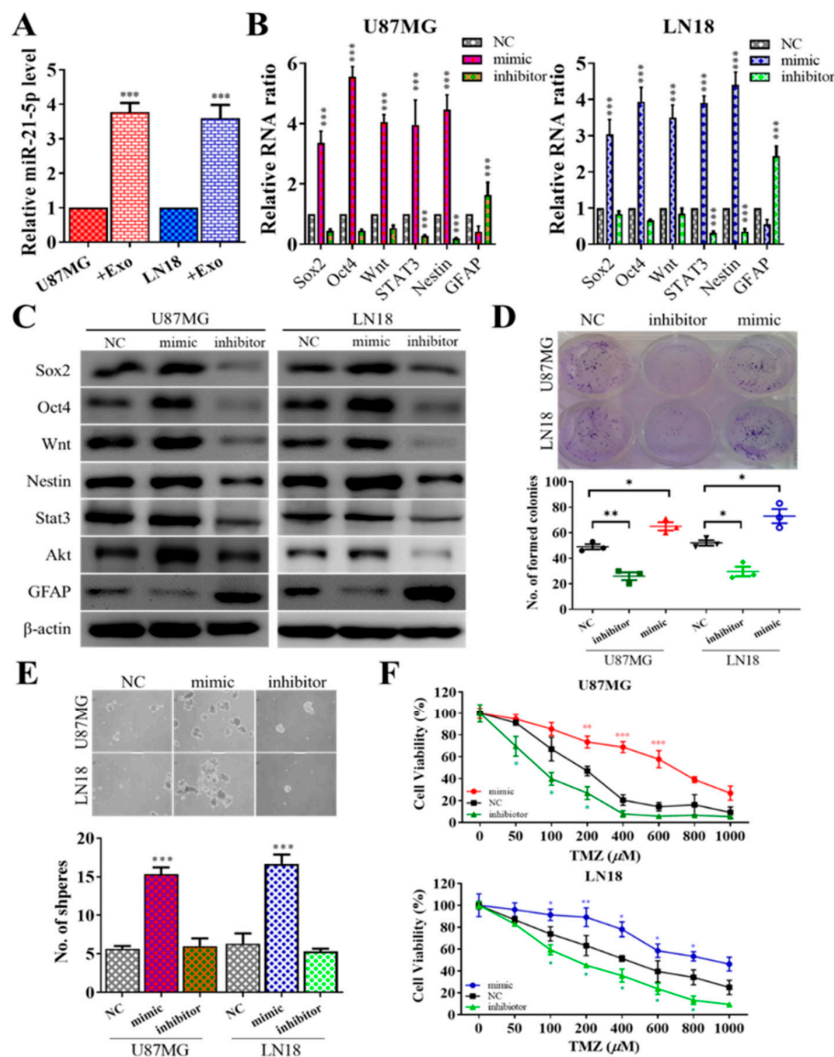 A
Relative miR-21-5p level
5
4
3
2
1
0
***
***
U87MG
+Exo
LN18
+Exo
B
U87MG
NC
mimic
inhibitor
Relative RNA ratio
6
4
2
0
***
***
***
***
***
***
***
***
Sox2
Oct4
Wnt
STAT3
Nestin
GFAP
LN18
NC
mimic
inhibitor
Relative RNA ratio
6
4
2
0
***
***
***
***
***
***
***
***
Sox2
Oct4
Wnt
STAT3
Nestin
GFAP
C
U87MG
LN18
NC mimic inhibitor
NC mimic inhibitor
Sox2
Oct4
Wnt
Nestin
Stat3
Akt
GFAP
β-actin
D
NC inhibitor mimic
U87MG
LN18
No. of formed colonies
100
80
60
40
20
0
*
**
*
*
NC
inhibitor
mimic
NC
inhibitor
mimic
U87MG
LN18
E
NC mimic inhibitor
U87MG
LN18
No. of shperes
20
15
10
5
0
***
***
NC
mimic
inhibitor
NC
mimic
inhibitor
U87MG
LN18
F
U87MG
Cell Viability (%)
120
100
80
60
40
20
0
** *** ***
* * *
mimic
NC
inhibiotor
0 50 100 200 400 600 800 1000
TMZ (μM)
LN18
Cell Viability (%)
120
100
80
60
40
20
0
* ** * * *
* * * * *
mimic
NC
inhibiotor
0 50 100 200 400 600 800 1000
TMZ (μM)